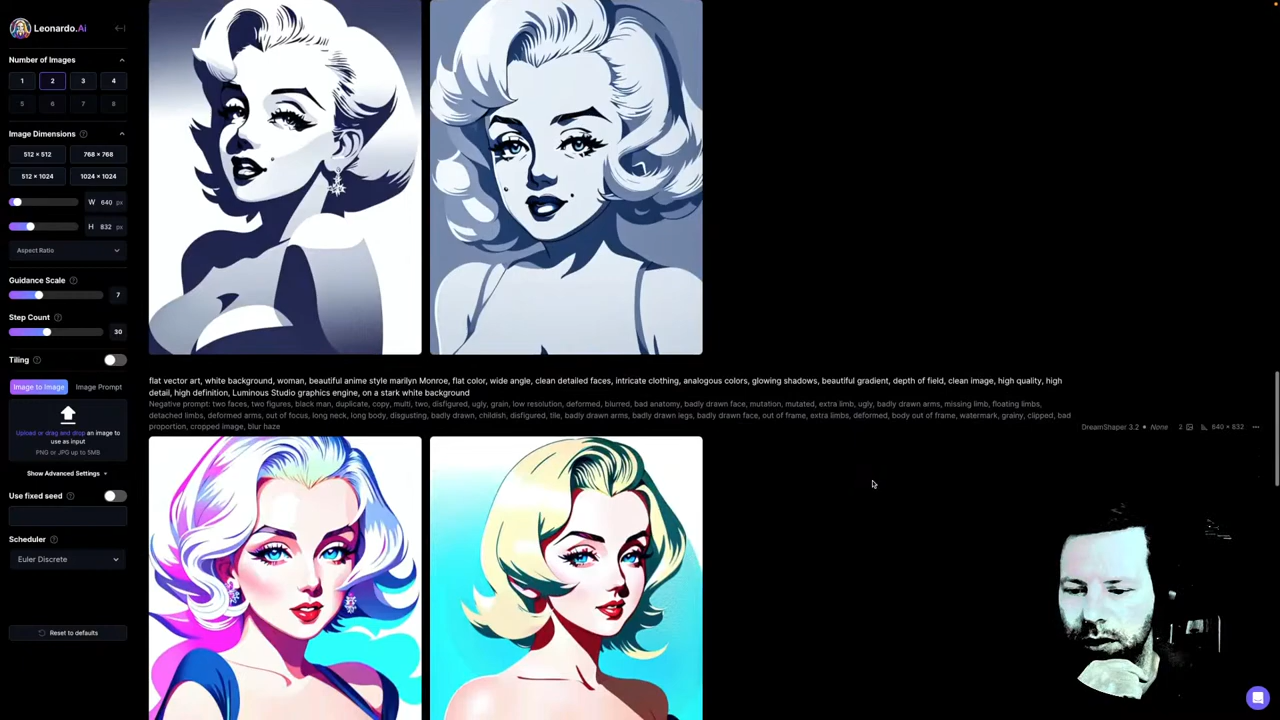 Leonardo.Ai
Number of Images
1 2 3 4
5 6 7 8
Image Dimensions
512 × 512 768 × 768
512 × 1024 1024 × 1024
W 640 px
H 832 px
Aspect Ratio
Guidance Scale
7
Step Count
30
Tiling
Image to Image Image Prompt
Upload or drag and drop an image to
use as input
PNG or JPG up to 5MB
Show Advanced Settings
Use fixed seed
Scheduler
Euler Discrete
Reset to defaults
flat vector art, white background, woman, beautiful anime style marilyn Monroe, flat color, wide angle, clean detailed faces, intricate clothing, analogous colors, glowing shadows, beautiful gradient, depth of field, clean image, high quality, high
detail, high definition, Luminous Studio graphics engine, on a stark white background
Negative prompt: two faces, two figures, black man, duplicate, copy, multi, two, disfigured, ugly, grain, low resolution, deformed, blurred, bad anatomy, badly drawn face, mutation, mutated, extra limb, ugly, badly drawn arms, missing limb, floating limbs,
detached limbs, deformed arms, out of focus, long neck, long body, disgusting, badly drawn, childish, disfigured, tile, badly drawn arms, badly drawn legs, badly drawn face, out of frame, extra limbs, deformed, body out of frame, watermark, grainy, clipped, bad
proportion, cropped image, blur haze
DreamShaper 3.2 • None 2 640 × 832